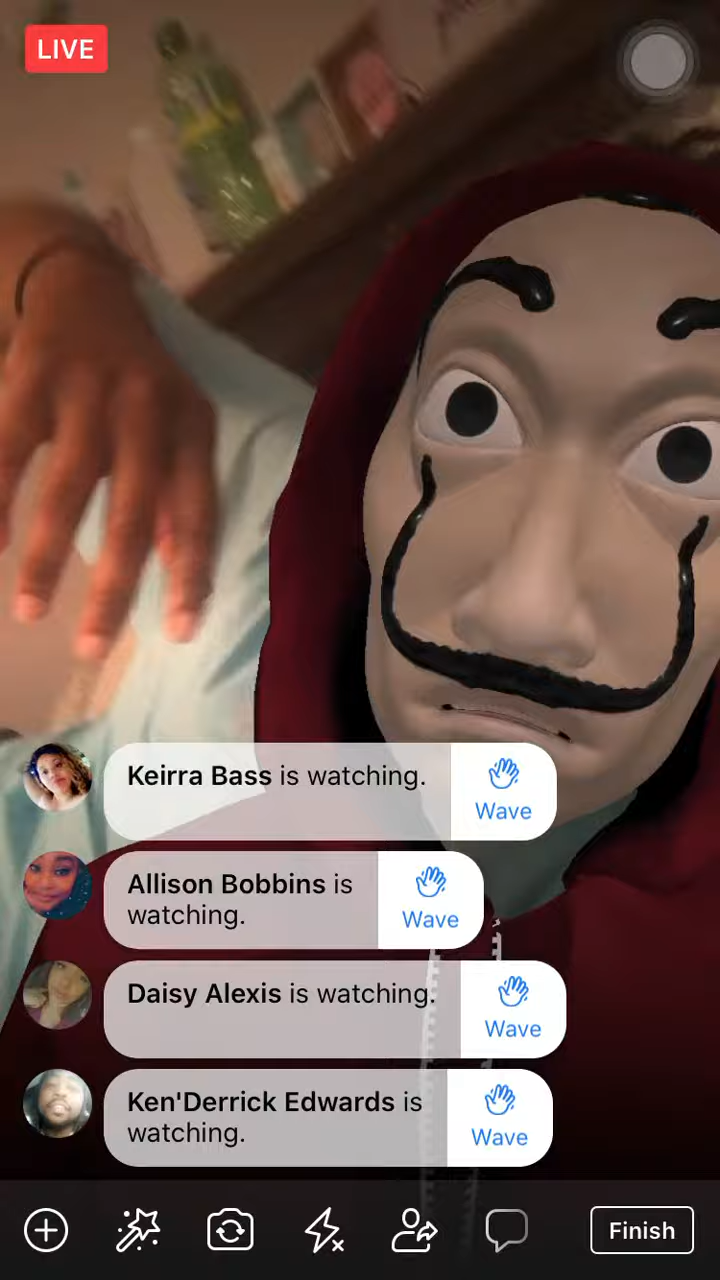 LIVE
Keirra Bass is watching.
Wave
Allison Bobbins is
watching.
Wave
Daisy Alexis is watching.
Wave
Ken'Derrick Edwards is
watching.
Wave
Finish